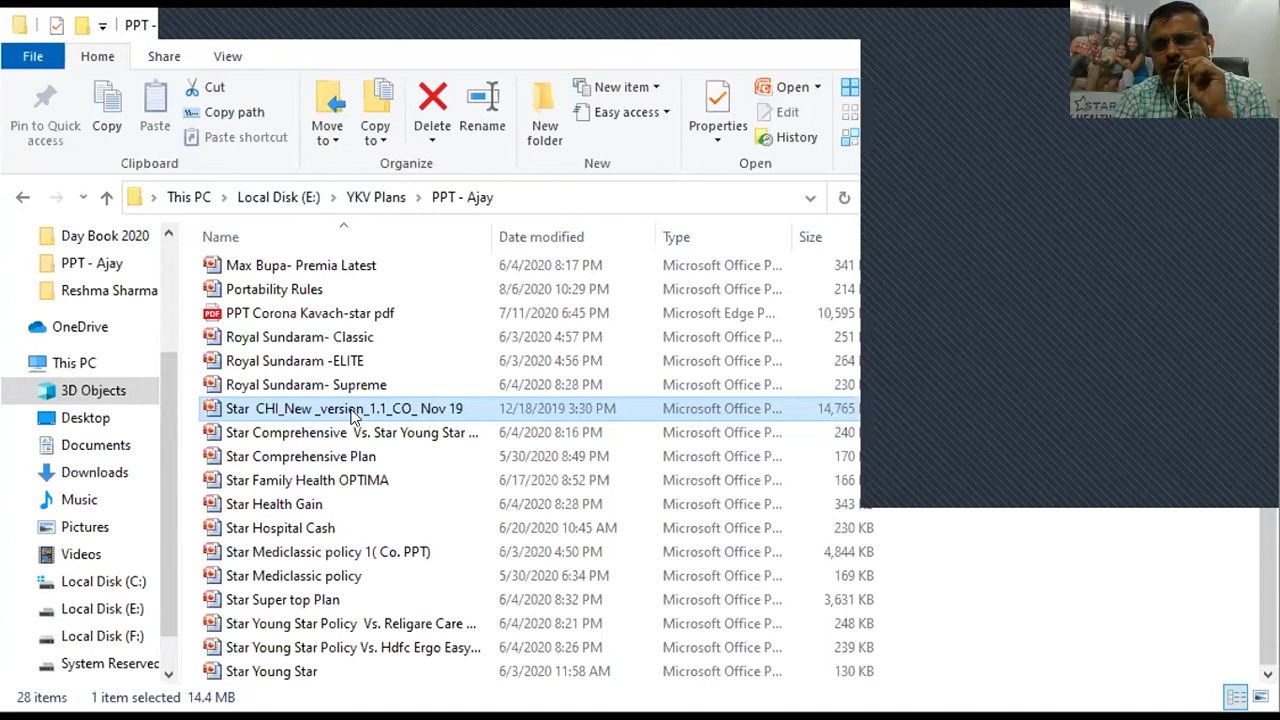 PPT -
File Home Share View
Pin to Quick access
Copy
Paste
Cut
Copy path
Paste shortcut
Clipboard
Move to
Copy to
Delete
Rename
Organize
New folder
New item
Easy access
New
Properties
Open
Edit
History
Open
This PC Local Disk (E:) YKV Plans PPT - Ajay
Day Book 2020
PPT - Ajay
Reshma Sharma
OneDrive
This PC
3D Objects
Desktop
Documents
Downloads
Music
Pictures
Videos
Local Disk (C:)
Local Disk (E:)
Local Disk (F:)
System Reserved
Name Date modified Type Size
Max Bupa- Premia Latest 6/4/2020 8:17 PM Microsoft Office P... 341
Portability Rules 8/6/2020 10:29 PM Microsoft Office P... 214
PDF PPT Corona Kavach-star pdf 7/11/2020 6:45 PM Microsoft Edge P... 10,595
Royal Sundaram- Classic 6/3/2020 4:57 PM Microsoft Office P... 251
Royal Sundaram -ELITE 6/3/2020 4:56 PM Microsoft Office P... 264
Royal Sundaram- Supreme 6/4/2020 8:28 PM Microsoft Office P... 230
Star CHI_New _version_1.1_CO_ Nov 19 12/18/2019 3:30 PM Microsoft Office P... 14,765
Star Comprehensive Vs. Star Young Star ... 6/4/2020 8:16 PM Microsoft Office P... 240
Star Comprehensive Plan 5/30/2020 8:49 PM Microsoft Office P... 170
Star Family Health OPTIMA 6/17/2020 8:52 PM Microsoft Office P... 166
Star Health Gain 6/4/2020 8:28 PM Microsoft Office P... 343 KB
Star Hospital Cash 6/20/2020 10:45 AM Microsoft Office P... 230 KB
Star Mediclassic policy 1( Co. PPT) 6/3/2020 4:50 PM Microsoft Office P... 4,844 KB
Star Mediclassic policy 5/30/2020 6:34 PM Microsoft Office P... 169 KB
Star Super top Plan 6/4/2020 8:32 PM Microsoft Office P... 3,631 KB
Star Young Star Policy Vs. Religare Care ... 6/4/2020 8:21 PM Microsoft Office P... 248 KB
Star Young Star Policy Vs. Hdfc Ergo Easy... 6/4/2020 8:26 PM Microsoft Office P... 239 KB
Star Young Star 6/3/2020 11:58 AM Microsoft Office P... 130 KB
28 items 1 item selected 14.4 MB
STAR
HEALTH